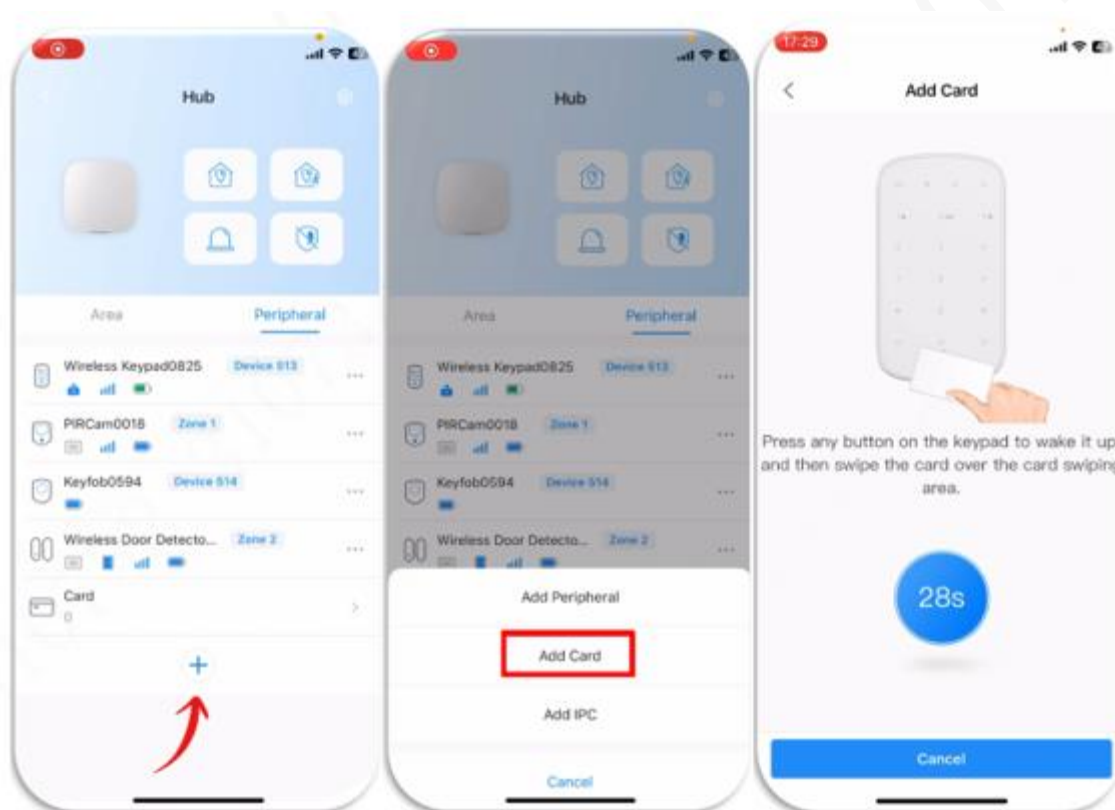 Hub
Area
Peripheral
Wireless Keypad0825
Device 513
PIRCam0018
Zone 1
Keyfob0594
Device 514
Wireless Door Detecto...
Zone 2
Card
0
+
Hub
Area
Peripheral
Wireless Keypad0825
Device 513
PIRCam0018
Zone 1
Keyfob0594
Device 514
Wireless Door Detecto...
Zone 2
Add Peripheral
Add Card
Add IPC
Cancel
17:29
Add Card
Press any button on the keypad to wake it up
and then swipe the card over the card swiping
area.
28s
Cancel